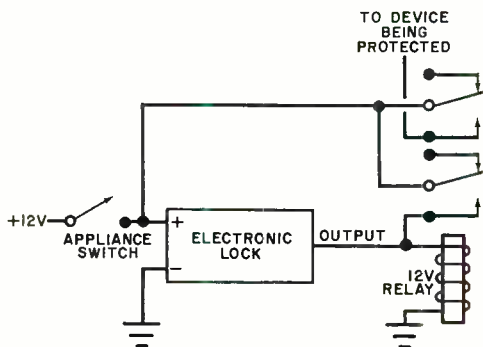 TO DEVICE
BEING
PROTECTED
+12V
APPLIANCE
SWITCH
+
−
ELECTRONIC
LOCK
OUTPUT
12V
RELAY